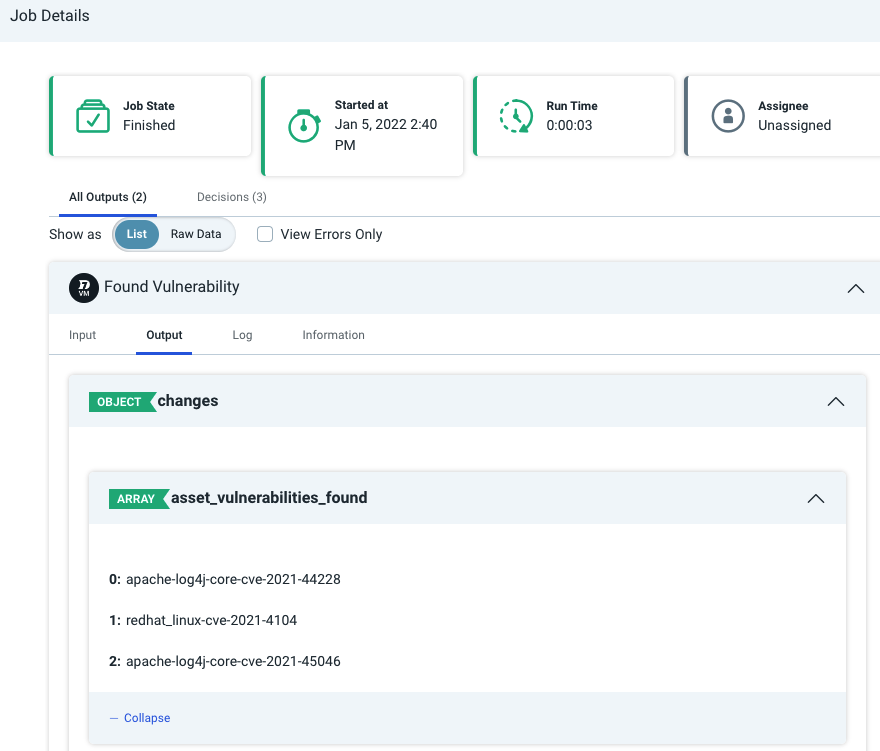 Job Details
Job State
Finished
Started at
Jan 5, 2022 2:40
PM
Run Time
0:00:03
Assignee
Unassigned
All Outputs (2) Decisions (3)
Show as List Raw Data View Errors Only
VM Found Vulnerability
Input Output Log Information
OBJECT changes
ARRAY asset_vulnerabilities_found
0: apache-log4j-core-cve-2021-44228
1: redhat_linux-cve-2021-4104
2: apache-log4j-core-cve-2021-45046
— Collapse